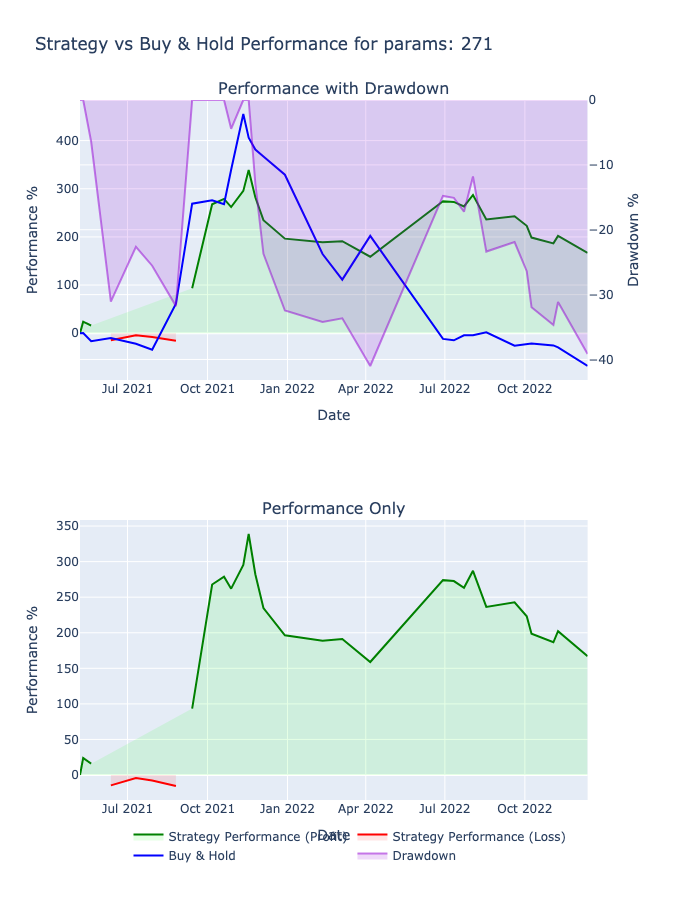 Strategy vs Buy & Hold Performance for params: 271
Performance with Drawdown
400
300
200
100
0
Performance %
0
−10
−20
−30
−40
Drawdown %
Jul 2021 Oct 2021 Jan 2022 Apr 2022 Jul 2022 Oct 2022
Date
Performance Only
350
300
250
200
150
100
50
0
Performance %
Jul 2021 Oct 2021 Jan 2022 Apr 2022 Jul 2022 Oct 2022
Date
Strategy Performance (Profit) Strategy Performance (Loss)
Buy & Hold Drawdown